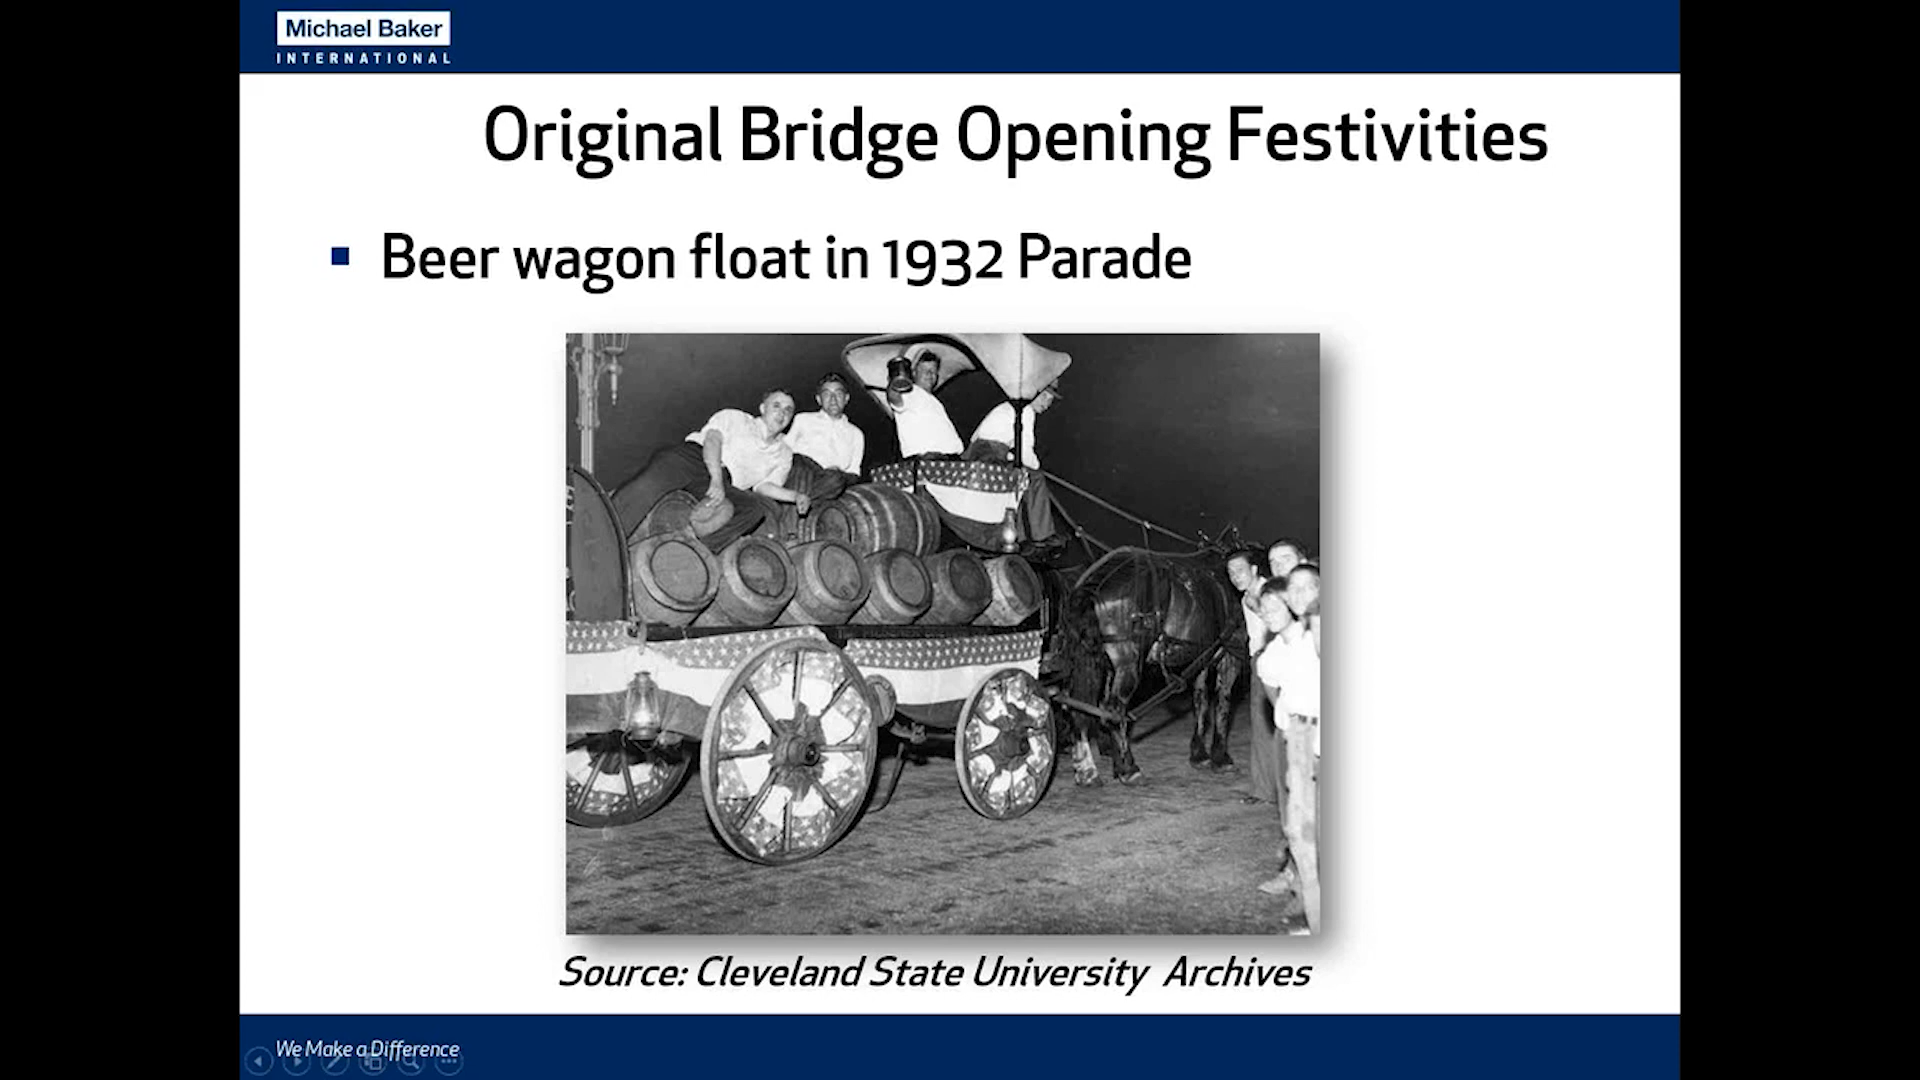 Michael Baker
INTERNATIONAL
Original Bridge Opening Festivities
Beer wagon float in 1932 Parade
Source: Cleveland State University Archives
We Make a Difference